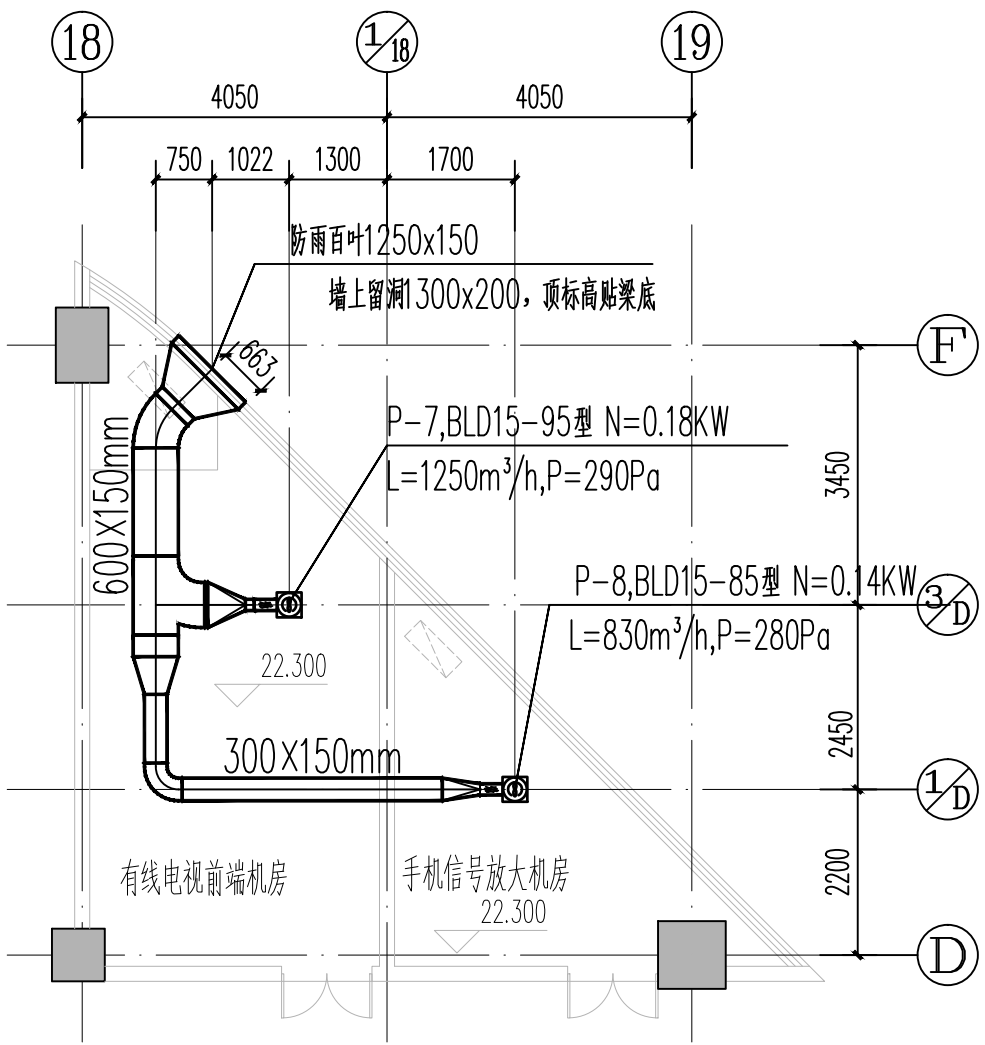 18
1/18
19
4050
4050
750
1022
1300
1700
防雨百叶1250x150
墙上留洞1300x200，顶标高贴梁底
663
F
P-7,BLD15-95型 N=0.18KW
L=1250m³/h,P=290Pa
600X150mm
3450
P-8,BLD15-85型 N=0.14KW
L=830m³/h,P=280Pa
3/D
22.300
2450
300X150mm
1/D
有线电视前端机房
手机信号放大机房
2200
22.300
D